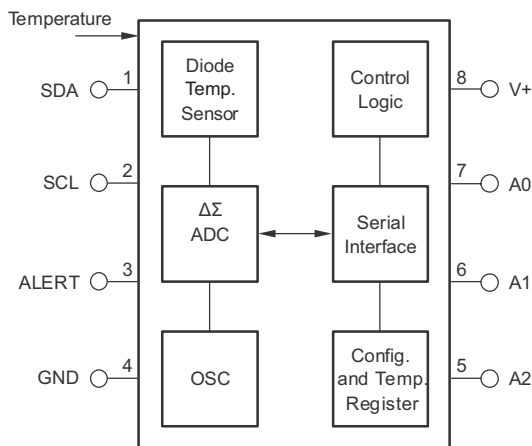 Temperature
1
SDA
2
SCL
3
ALERT
4
GND
Diode
Temp.
Sensor
ΔΣ
ADC
OSC
Control
Logic
Serial
Interface
Config.
and Temp.
Register
8
V+
7
A0
6
A1
5
A2